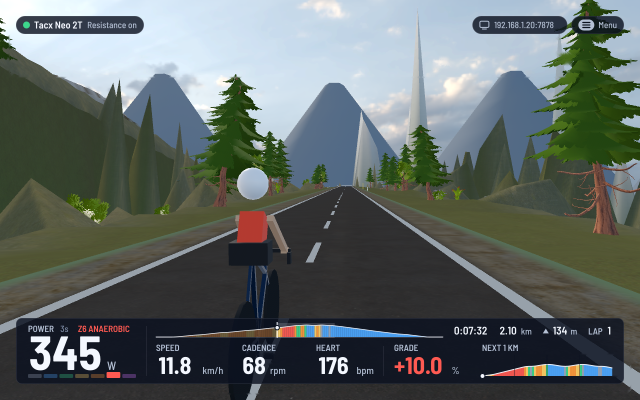 Tacx Neo 2T Resistance on
192.168.1.20:7878
Menu
POWER 3s Z6 ANAEROBIC
345 W
0:07:32 2.10 km ▲ 134 m LAP 1
SPEED
11.8 km/h
CADENCE
68 rpm
HEART
176 bpm
GRADE
+10.0 %
NEXT 1 KM